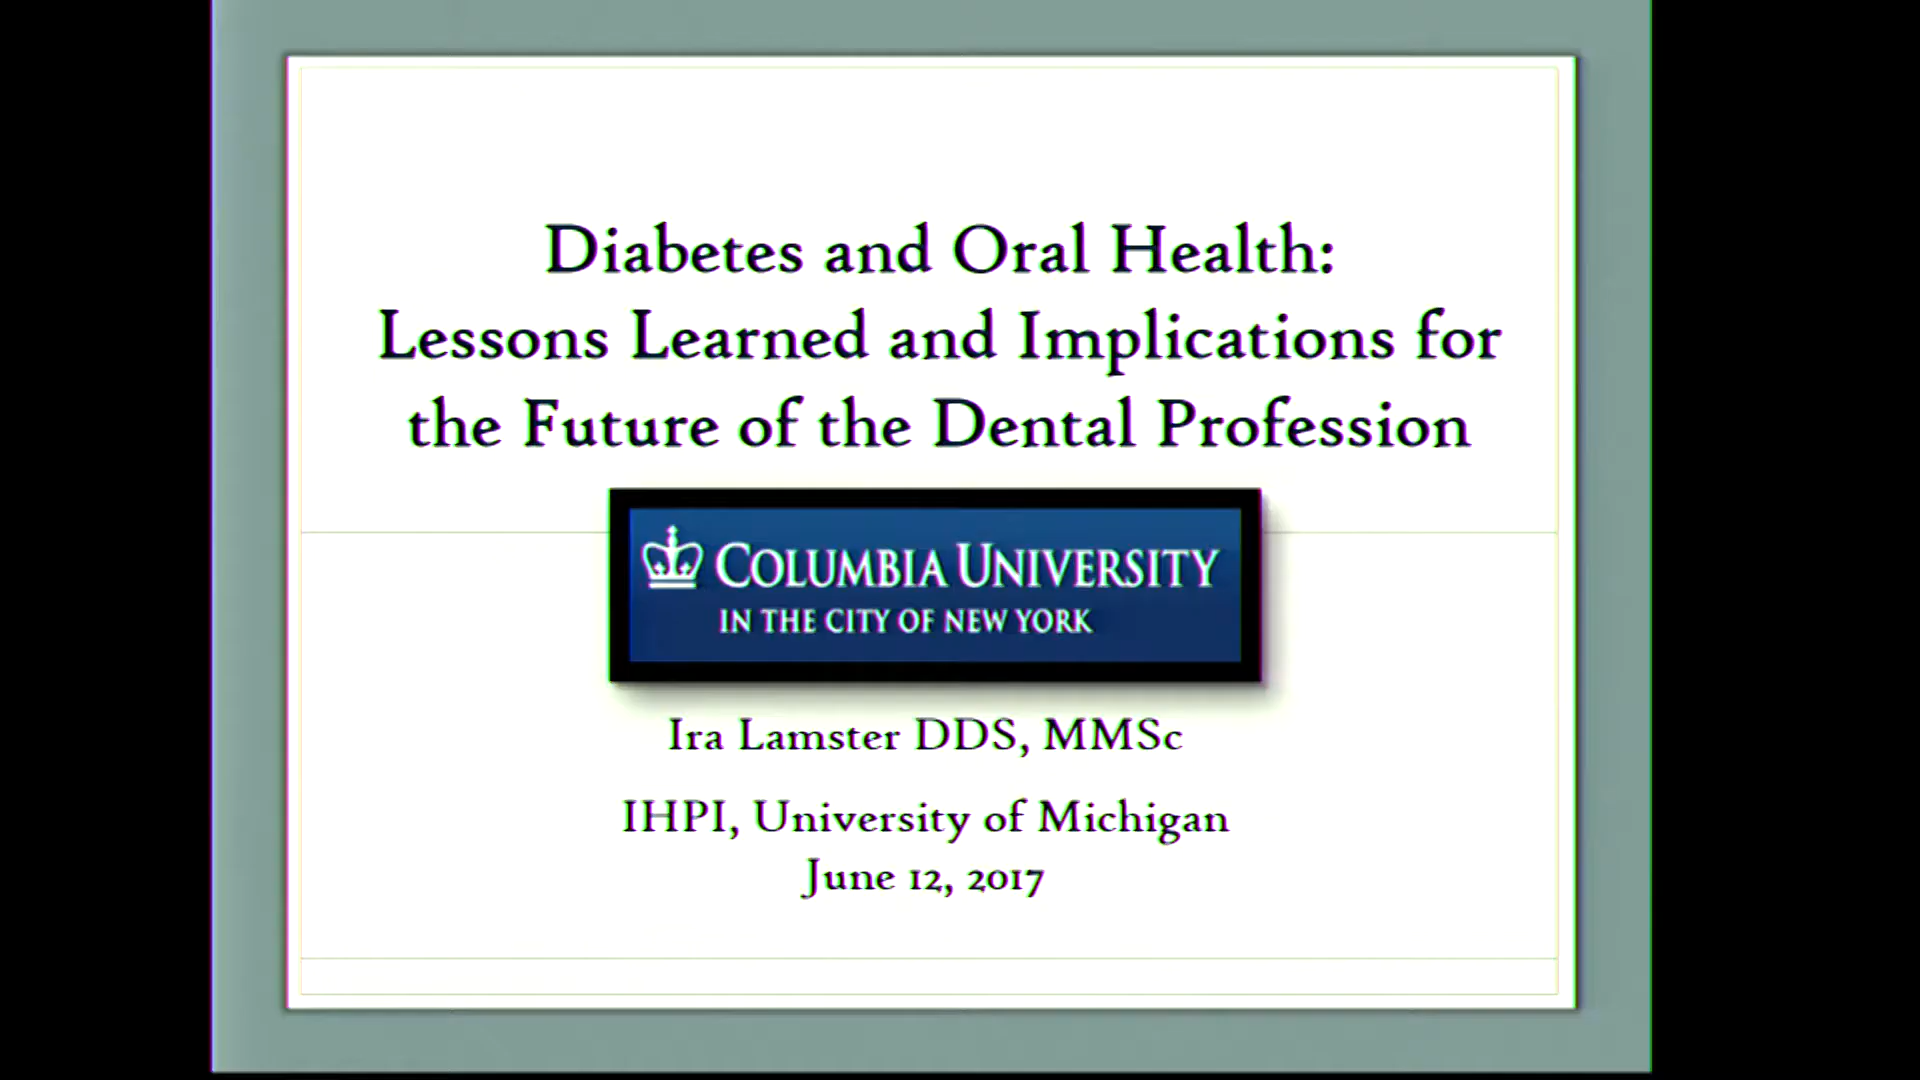 Diabetes and Oral Health:
Lessons Learned and Implications for
the Future of the Dental Profession
COLUMBIA UNIVERSITY
IN THE CITY OF NEW YORK
Ira Lamster DDS, MMSc
IHPI, University of Michigan
June 12, 2017